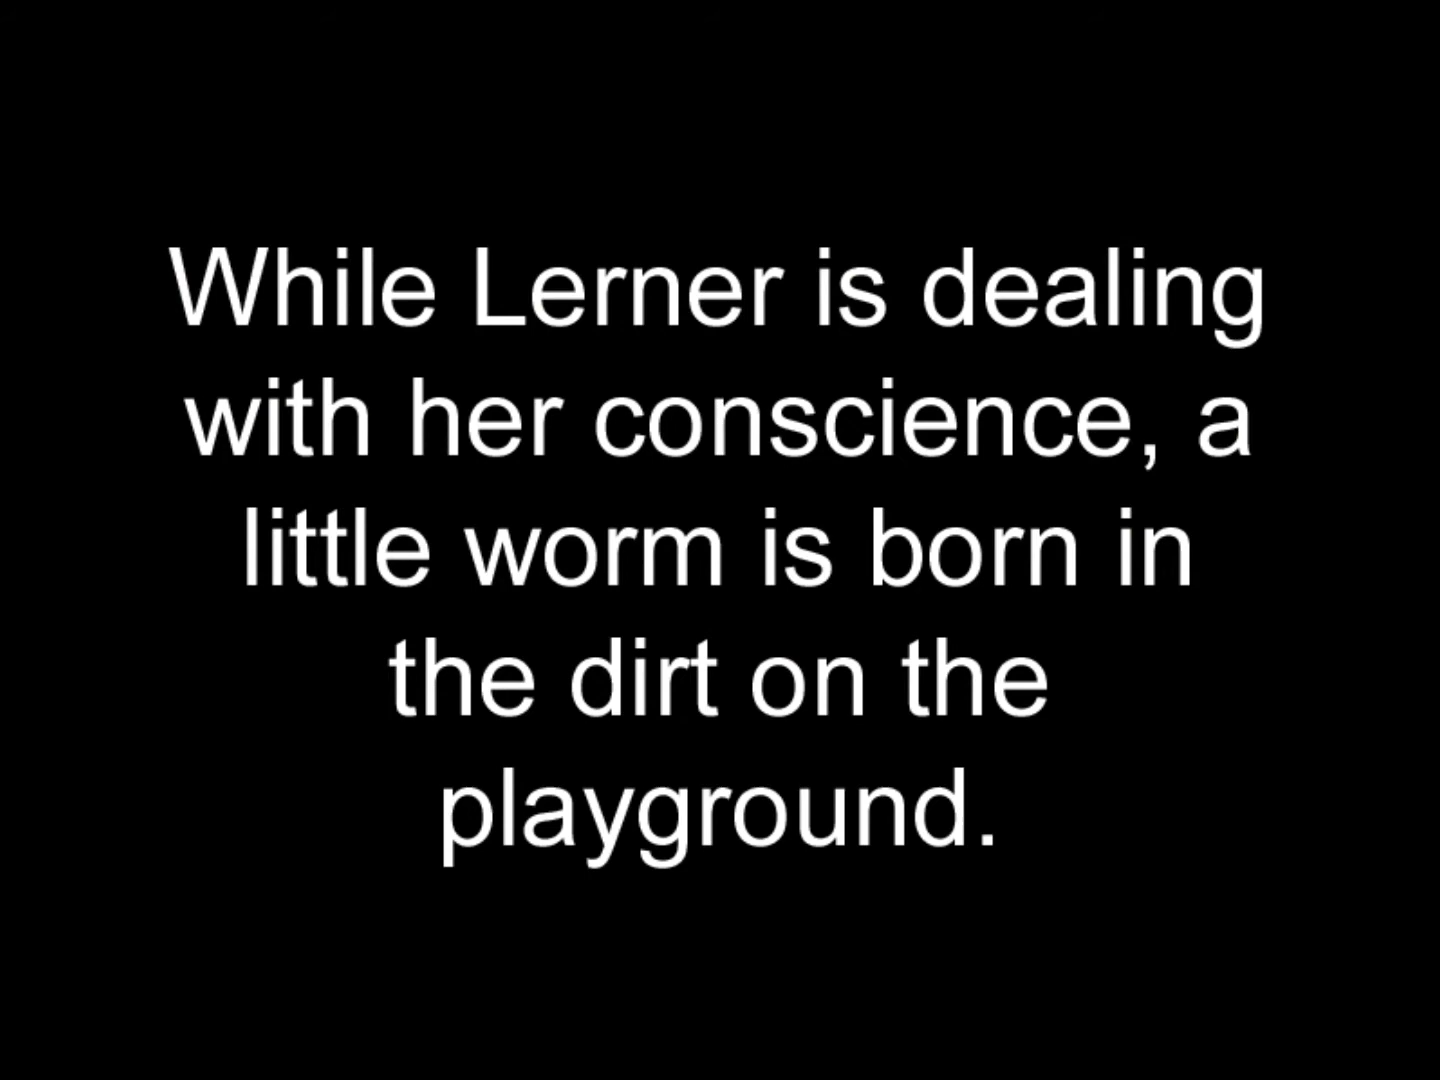 While Lerner is dealing
with her conscience, a
little worm is born in
the dirt on the
playground.